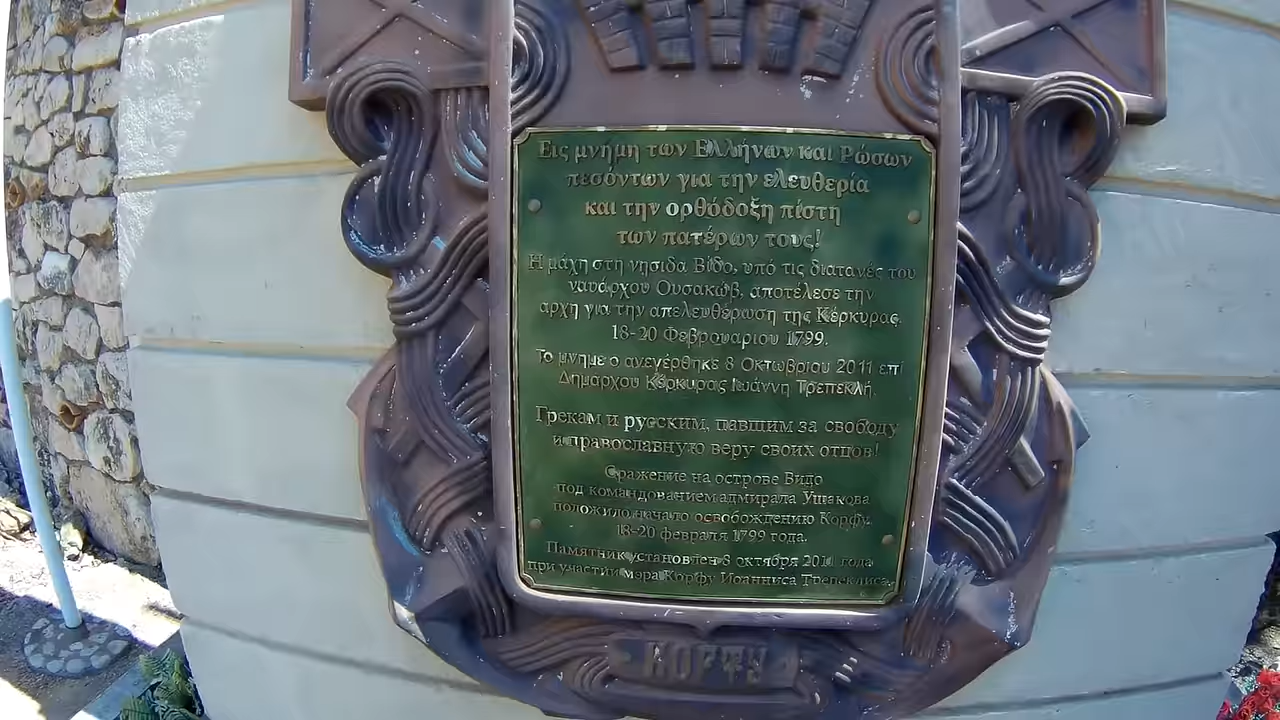 Εις μνήμη των Ελλήνων και Ρώσων
πεσόντων για την ελευθερία
και την ορθόδοξη πίστη
των πατέρων τους!
Η μάχη στη νησίδα Βίδο, υπό τις διαταγές του
ναυάρχου Ουσακώβ, αποτέλεσε την
αρχή για την απελευθέρωση της Κέρκυρας.
18-20 Φεβρουαρίου 1799.
Το μνημείο ανεγέρθηκε 8 Οκτωβρίου 2011 επί
Δημάρχου Κέρκυρας Ιωάννη Τρεπεκλή.
Грекам и русским, павшим за свободу
и православную веру своих отцов!
Сражение на острове Видо
под командованием адмирала Ушакова
положило начало освобождению Корфу.
18-20 февраля 1799 года.
Памятник установлен 8 октября 2011 года
при участии мэра Корфу Иоанниса Трепеклиса.
КОРФУ